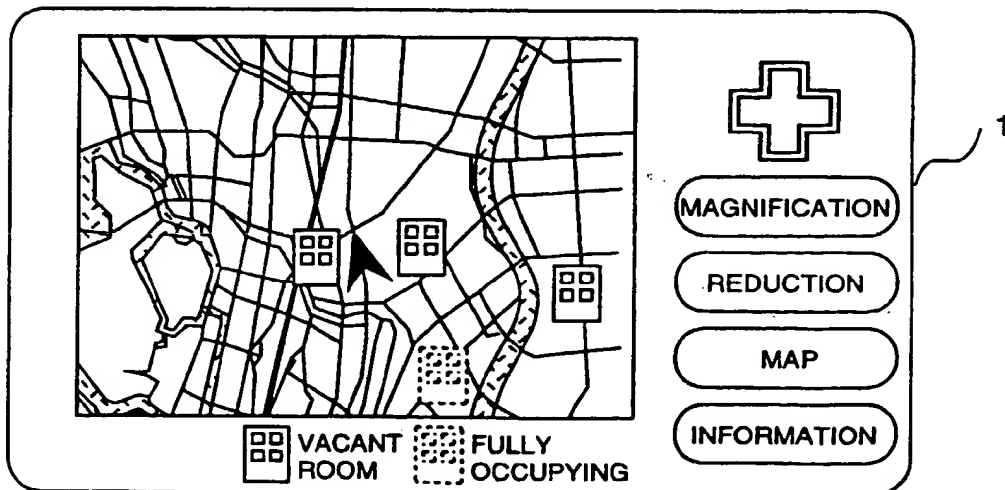 1
MAGNIFICATION
REDUCTION
MAP
INFORMATION
VACANT
ROOM
FULLY
OCCUPYING